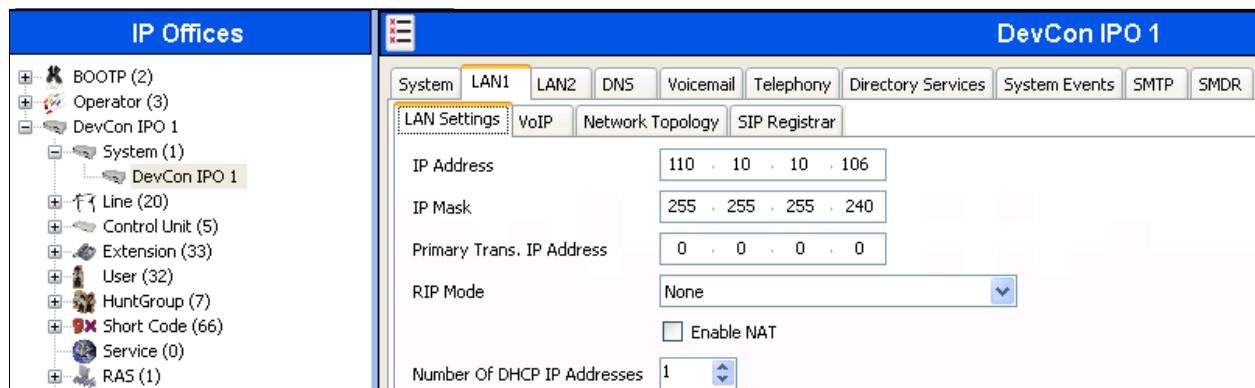 IP Offices
BOOTP (2)
Operator (3)
DevCon IPO 1
System (1)
DevCon IPO 1
Line (20)
Control Unit (5)
Extension (33)
User (32)
HuntGroup (7)
Short Code (66)
Service (0)
RAS (1)
DevCon IPO 1
System LAN1 LAN2 DNS Voicemail Telephony Directory Services System Events SMTP SMDR
LAN Settings VoIP Network Topology SIP Registrar
IP Address 110 . 10 . 10 . 106
IP Mask 255 . 255 . 255 . 240
Primary Trans. IP Address 0 . 0 . 0 . 0
RIP Mode None
Enable NAT
Number Of DHCP IP Addresses 1